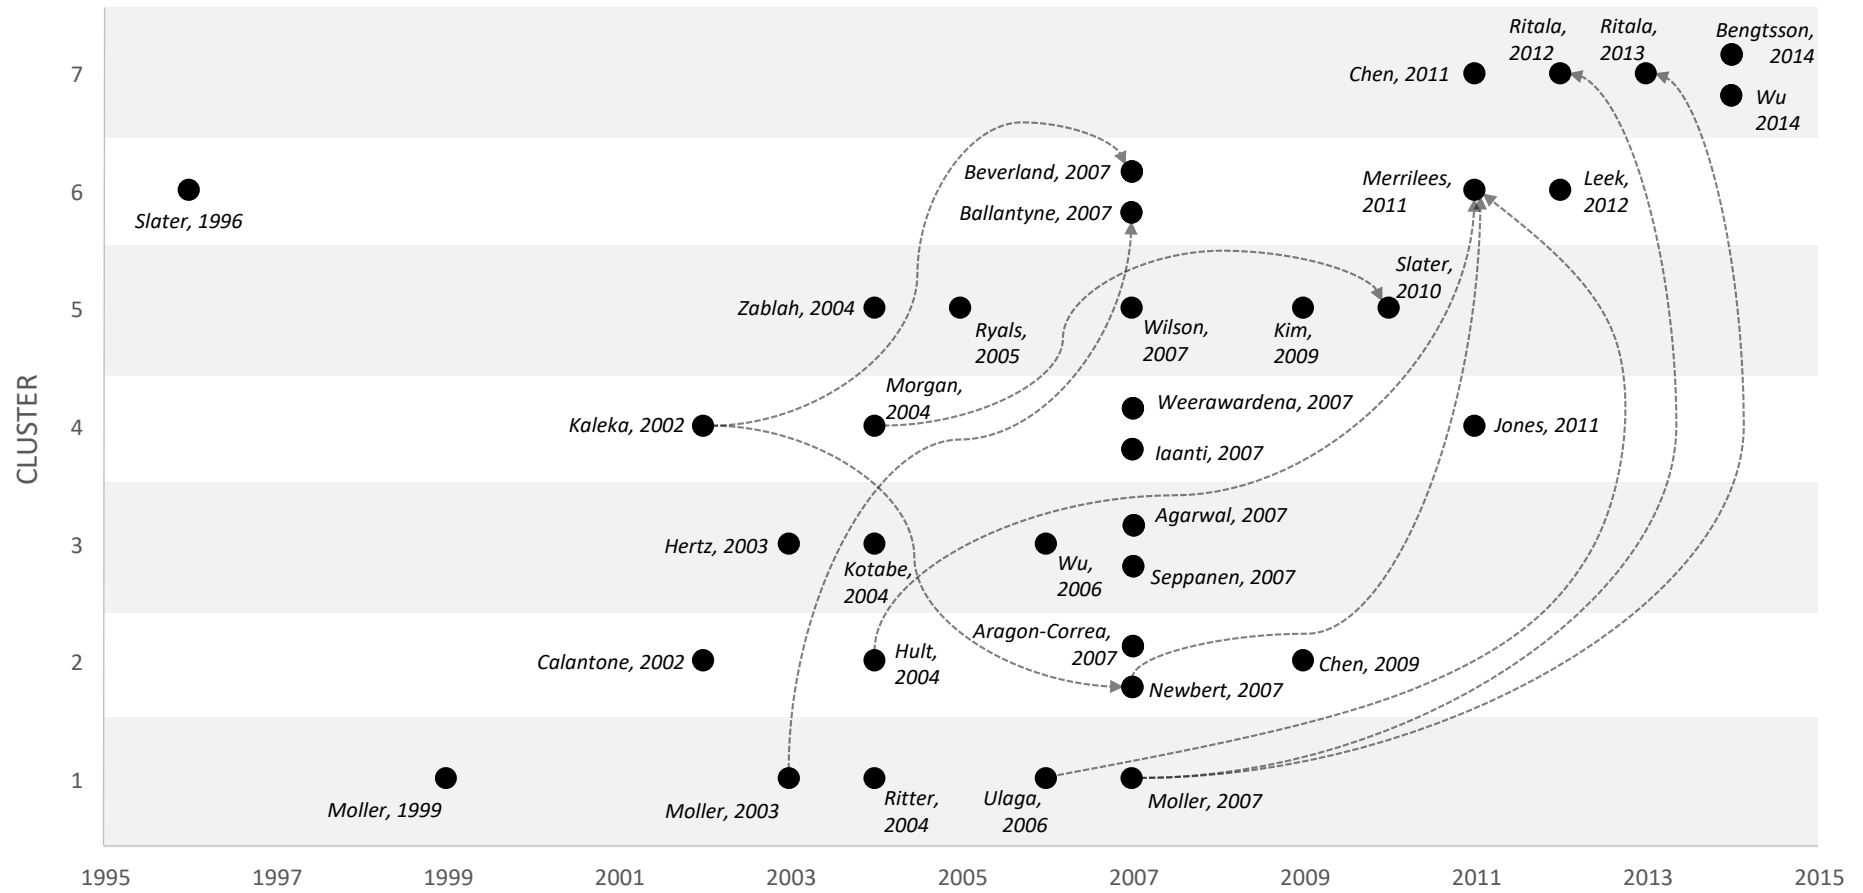 CLUSTER
7
Chen, 2011
Ritala,
2012
Ritala,
2013
Bengtsson,
2014
Wu
2014
6
Slater, 1996
Beverland, 2007
Ballantyne, 2007
Merrilees,
2011
Leek,
2012
5
Zablah, 2004
Ryals,
2005
Wilson,
2007
Kim,
2009
Slater,
2010
4
Kaleka, 2002
Morgan,
2004
Weerawardena, 2007
Iaanti, 2007
Jones, 2011
3
Hertz, 2003
Kotabe,
2004
Wu,
2006
Agarwal, 2007
Seppanen, 2007
2
Calantone, 2002
Hult,
2004
Aragon-Correa,
2007
Newbert, 2007
Chen, 2009
1
Moller, 1999
Moller, 2003
Ritter,
2004
Ulaga,
2006
Moller, 2007
1995 1997 1999 2001 2003 2005 2007 2009 2011 2013 2015